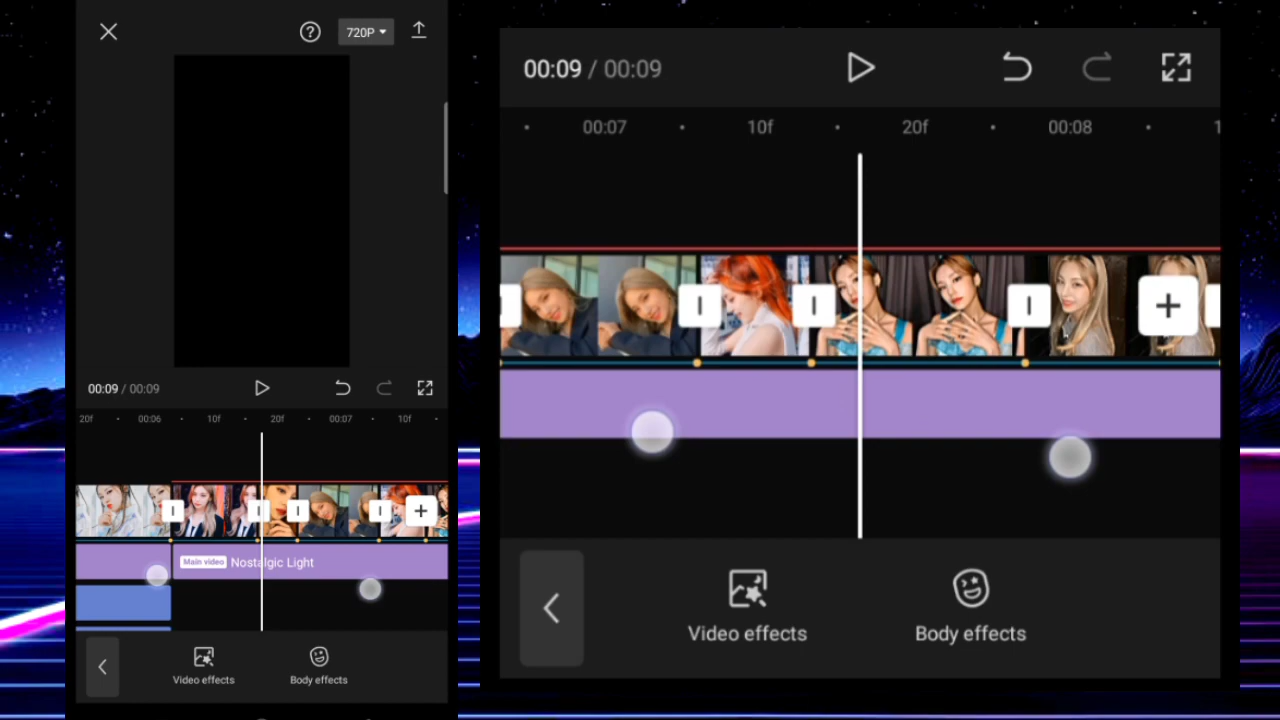 720P
00:09 / 00:09
20f 00:06 10f 20f 00:07 10f
Main video Nostalgic Light
Video effects Body effects
00:09 / 00:09
00:07 10f 20f 00:08 1
Video effects Body effects